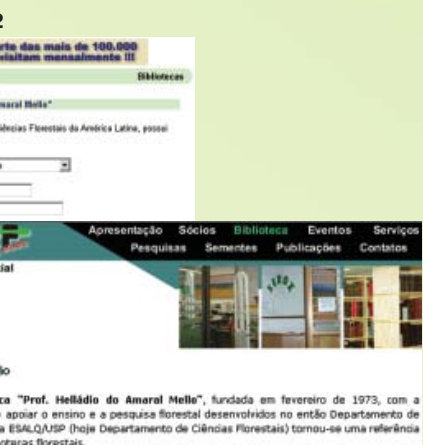 2
rte das mais de 100.000
visitam mensalmente !!!
Bibliotecas
maral Mello"
iências Florestais da América Latina, possui
Apresentação Sócios Biblioteca Eventos Serviços
Pesquisas Sementes Publicações Contatos
ial
XEROX
ão
ca "Prof. Helládio do Amaral Mello", fundada em fevereiro de 1973, com a
apoiar o ensino e a pesquisa florestal desenvolvidos no então Departamento de
a ESALQ/USP (hoje Departamento de Ciências Florestais) tornou-se uma referência
otecas florestais.